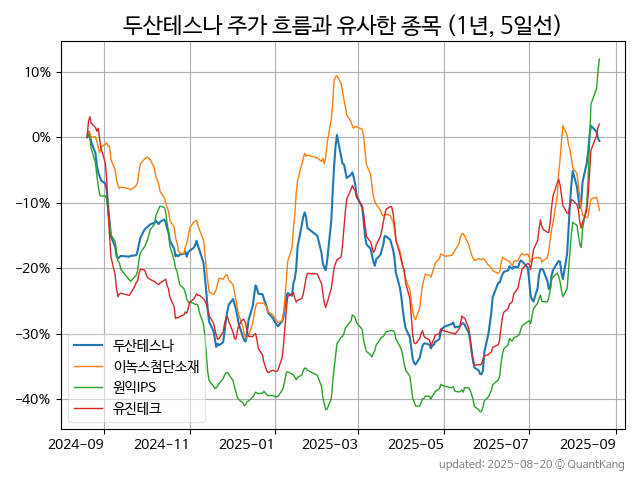 두산테스나 주가 흐름과 유사한 종목 (1년, 5일선)
10%
0%
−10%
−20%
−30%
−40%
두산테스나
이녹스첨단소재
원익IPS
유진테크
2024-09
2024-11
2025-01
2025-03
2025-05
2025-07
2025-09
updated: 2025-08-20 © QuantKang